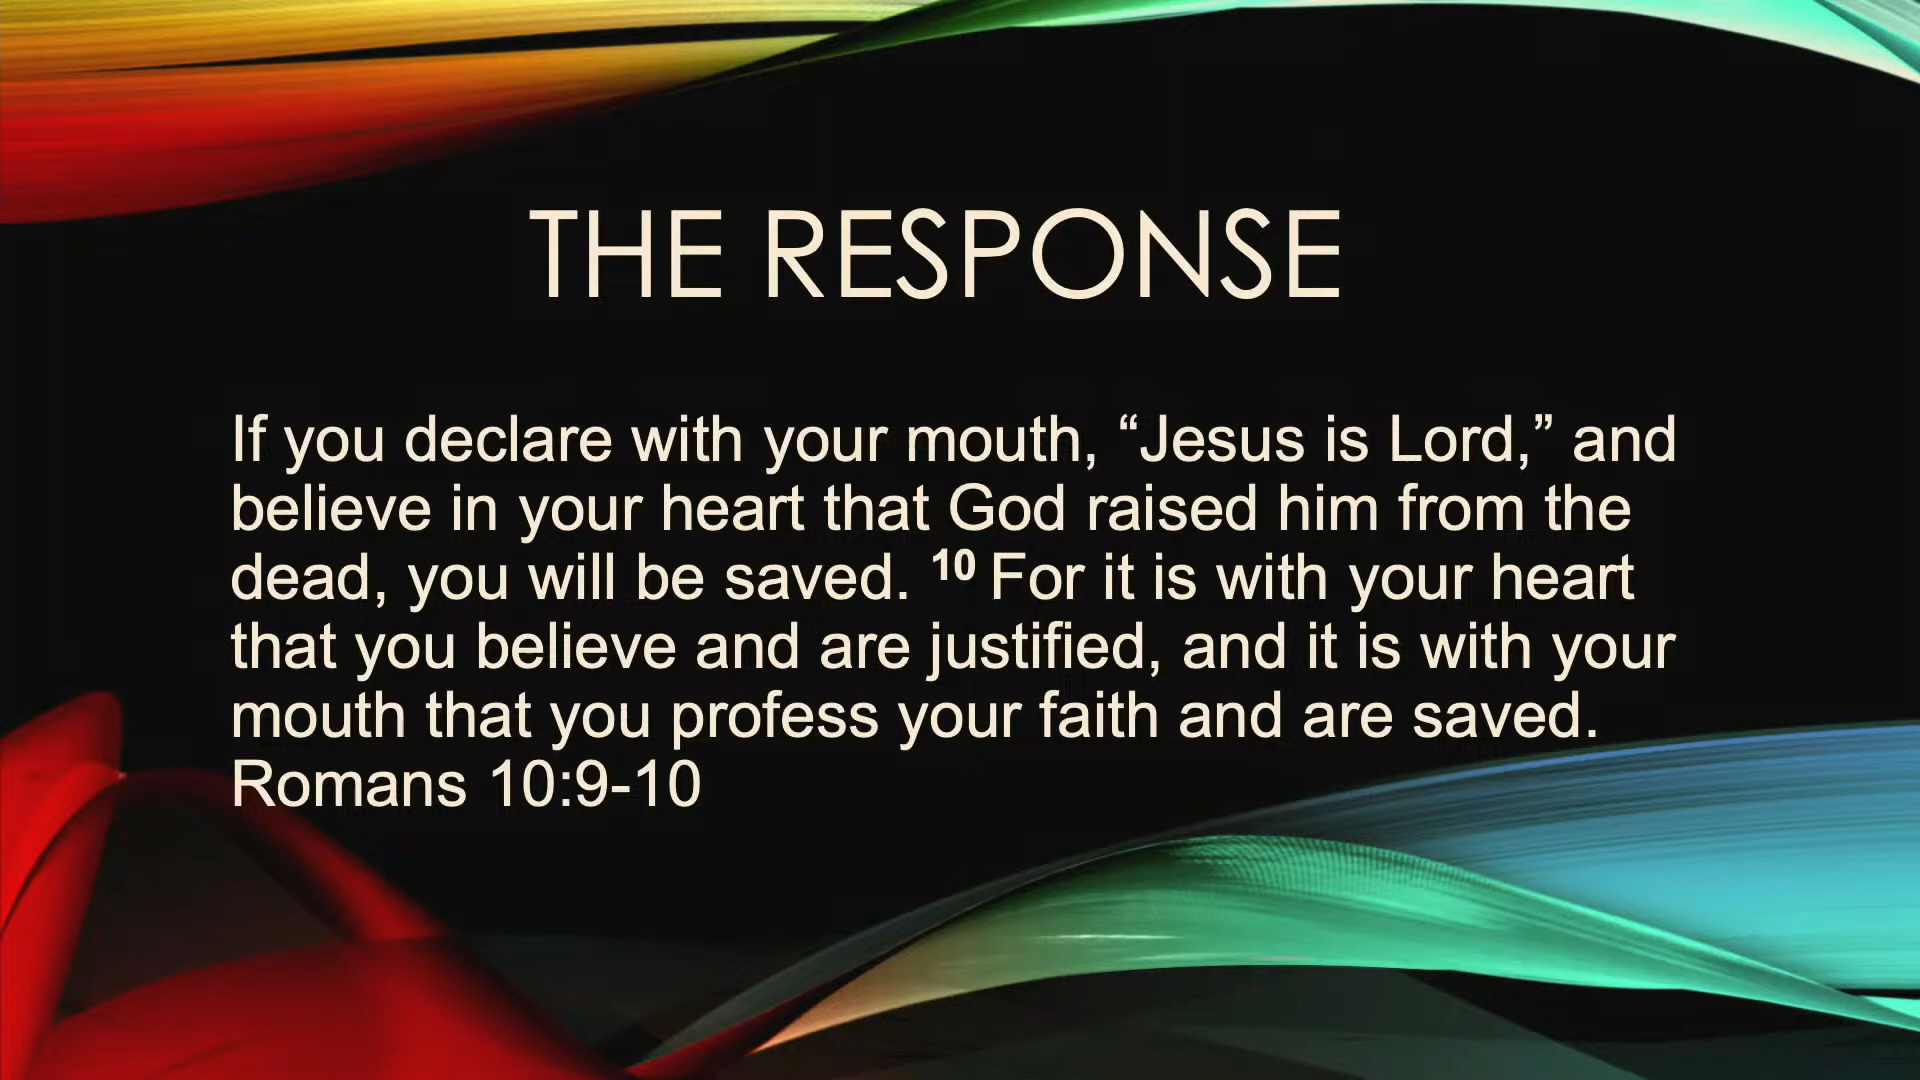 THE RESPONSE
If you declare with your mouth, “Jesus is Lord,” and
believe in your heart that God raised him from the
dead, you will be saved. 10 For it is with your heart
that you believe and are justified, and it is with your
mouth that you profess your faith and are saved.
Romans 10:9-10